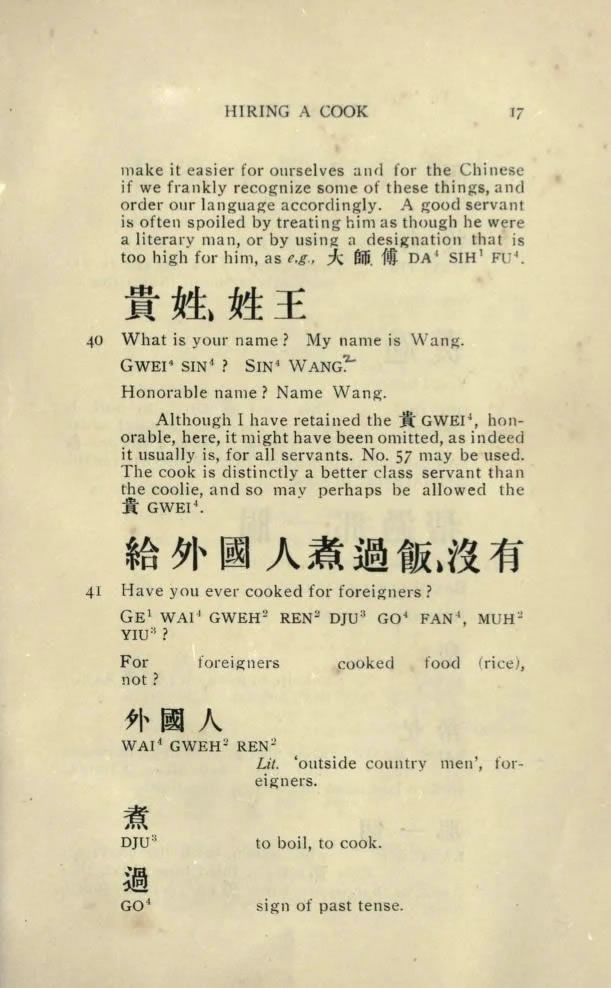 HIRING A COOK 17
make it easier for ourselves and for the Chinese
if we frankly recognize some of these things, and
order our language accordingly. A good servant
is often spoiled by treating him as though he were
a literary man, or by using a designation that is
too high for him, as e.g., 大 師 傅 DA⁴ SIH¹ FU⁴.
貴姓、姓王
40 What is your name? My name is Wang.
GWEI⁴ SIN⁴ ? SIN⁴ WANG.²
Honorable name? Name Wang.
Although I have retained the 貴 GWEI⁴, hon-
orable, here, it might have been omitted, as indeed
it usually is, for all servants. No. 57 may be used.
The cook is distinctly a better class servant than
the coolie, and so may perhaps be allowed the
貴 GWEI⁴.
給外國人煮過飯、沒有
41 Have you ever cooked for foreigners?
GE¹ WAI⁴ GWEH² REN² DJU³ GO⁴ FAN⁴, MUH²
YIU³ ?
For foreigners cooked food (rice),
not ?
外國人
WAI⁴ GWEH² REN²
Lit. 'outside country men', for-
eigners.
煮
DJU³ to boil, to cook.
過
GO⁴ sign of past tense.